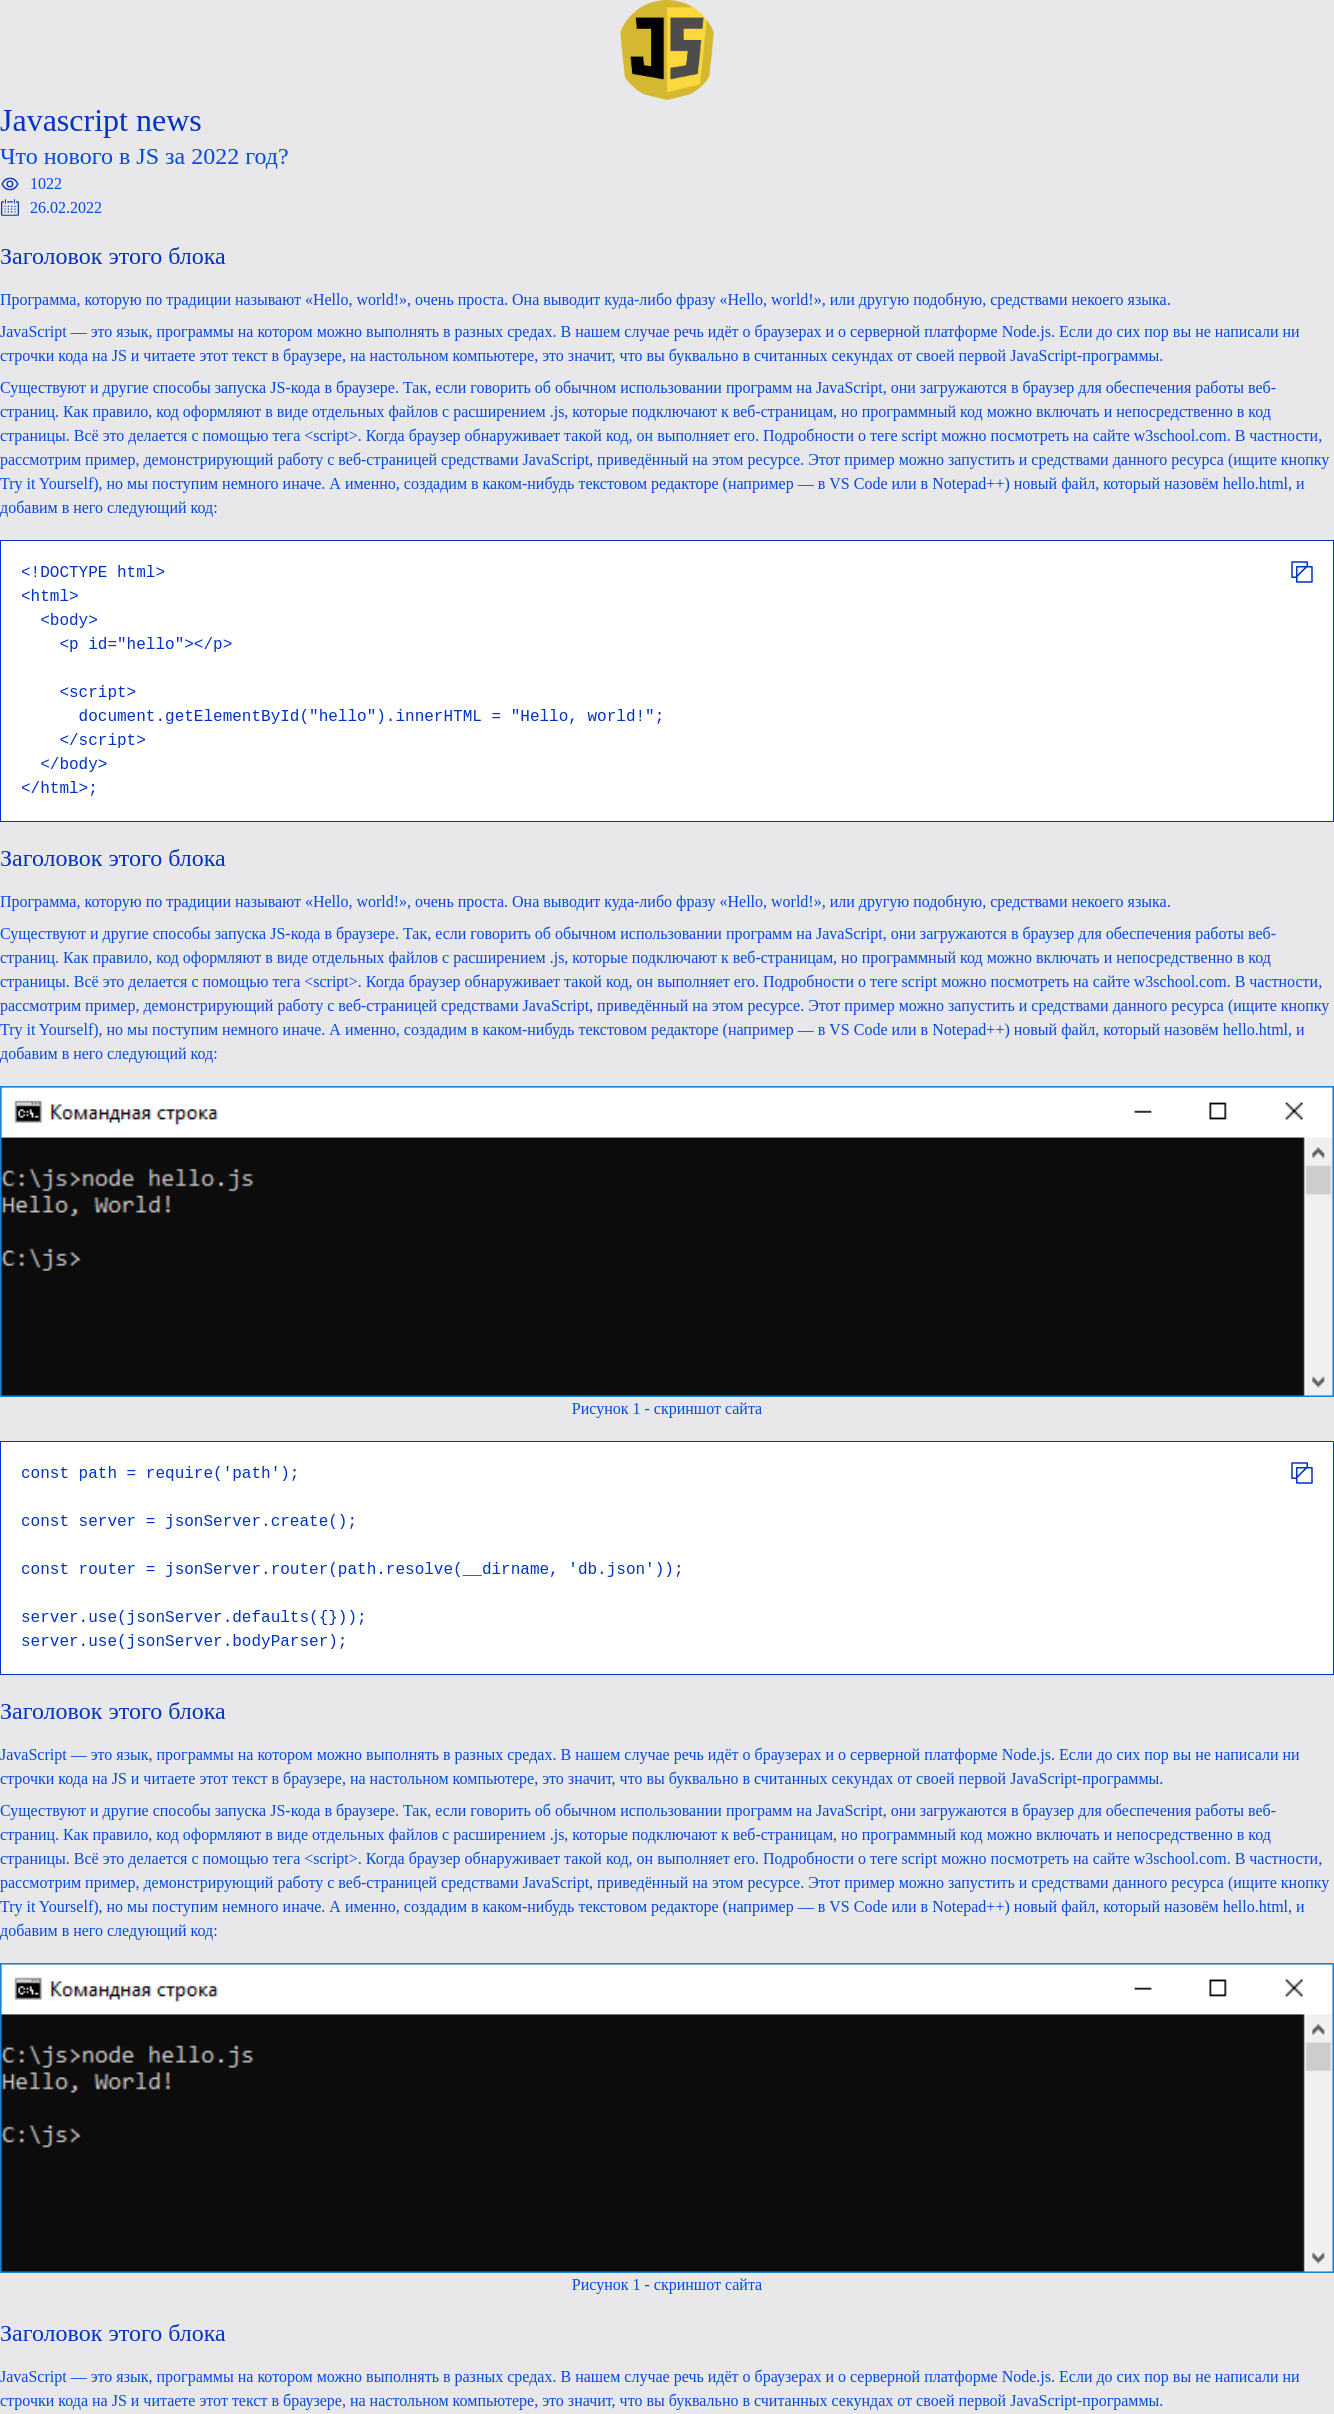 JS
Javascript news
Что нового в JS за 2022 год?
1022
26.02.2022
Заголовок этого блока
Программа, которую по традиции называют «Hello, world!», очень проста. Она выводит куда-либо фразу «Hello, world!», или другую подобную, средствами некоего языка.
JavaScript — это язык, программы на котором можно выполнять в разных средах. В нашем случае речь идёт о браузерах и о серверной платформе Node.js. Если до сих пор вы не написали ни
строчки кода на JS и читаете этот текст в браузере, на настольном компьютере, это значит, что вы буквально в считанных секундах от своей первой JavaScript-программы.
Существуют и другие способы запуска JS-кода в браузере. Так, если говорить об обычном использовании программ на JavaScript, они загружаются в браузер для обеспечения работы веб-
страниц. Как правило, код оформляют в виде отдельных файлов с расширением .js, которые подключают к веб-страницам, но программный код можно включать и непосредственно в код
страницы. Всё это делается с помощью тега <script>. Когда браузер обнаруживает такой код, он выполняет его. Подробности о теге script можно посмотреть на сайте w3school.com. В частности,
рассмотрим пример, демонстрирующий работу с веб-страницей средствами JavaScript, приведённый на этом ресурсе. Этот пример можно запустить и средствами данного ресурса (ищите кнопку
Try it Yourself), но мы поступим немного иначе. А именно, создадим в каком-нибудь текстовом редакторе (например — в VS Code или в Notepad++) новый файл, который назовём hello.html, и
добавим в него следующий код:
<!DOCTYPE html>
<html>
  <body>
    <p id="hello"></p>
    <script>
      document.getElementById("hello").innerHTML = "Hello, world!";
    </script>
  </body>
</html>;
Заголовок этого блока
Программа, которую по традиции называют «Hello, world!», очень проста. Она выводит куда-либо фразу «Hello, world!», или другую подобную, средствами некоего языка.
Существуют и другие способы запуска JS-кода в браузере. Так, если говорить об обычном использовании программ на JavaScript, они загружаются в браузер для обеспечения работы веб-
страниц. Как правило, код оформляют в виде отдельных файлов с расширением .js, которые подключают к веб-страницам, но программный код можно включать и непосредственно в код
страницы. Всё это делается с помощью тега <script>. Когда браузер обнаруживает такой код, он выполняет его. Подробности о теге script можно посмотреть на сайте w3school.com. В частности,
рассмотрим пример, демонстрирующий работу с веб-страницей средствами JavaScript, приведённый на этом ресурсе. Этот пример можно запустить и средствами данного ресурса (ищите кнопку
Try it Yourself), но мы поступим немного иначе. А именно, создадим в каком-нибудь текстовом редакторе (например — в VS Code или в Notepad++) новый файл, который назовём hello.html, и
добавим в него следующий код:
C:\. Командная строка
C:\js>node hello.js
Hello, World!
C:\js>
Рисунок 1 - скриншот сайта
const path = require('path');
const server = jsonServer.create();
const router = jsonServer.router(path.resolve(__dirname, 'db.json'));
server.use(jsonServer.defaults({}));
server.use(jsonServer.bodyParser);
Заголовок этого блока
JavaScript — это язык, программы на котором можно выполнять в разных средах. В нашем случае речь идёт о браузерах и о серверной платформе Node.js. Если до сих пор вы не написали ни
строчки кода на JS и читаете этот текст в браузере, на настольном компьютере, это значит, что вы буквально в считанных секундах от своей первой JavaScript-программы.
Существуют и другие способы запуска JS-кода в браузере. Так, если говорить об обычном использовании программ на JavaScript, они загружаются в браузер для обеспечения работы веб-
страниц. Как правило, код оформляют в виде отдельных файлов с расширением .js, которые подключают к веб-страницам, но программный код можно включать и непосредственно в код
страницы. Всё это делается с помощью тега <script>. Когда браузер обнаруживает такой код, он выполняет его. Подробности о теге script можно посмотреть на сайте w3school.com. В частности,
рассмотрим пример, демонстрирующий работу с веб-страницей средствами JavaScript, приведённый на этом ресурсе. Этот пример можно запустить и средствами данного ресурса (ищите кнопку
Try it Yourself), но мы поступим немного иначе. А именно, создадим в каком-нибудь текстовом редакторе (например — в VS Code или в Notepad++) новый файл, который назовём hello.html, и
добавим в него следующий код:
C:\. Командная строка
C:\js>node hello.js
Hello, World!
C:\js>
Рисунок 1 - скриншот сайта
Заголовок этого блока
JavaScript — это язык, программы на котором можно выполнять в разных средах. В нашем случае речь идёт о браузерах и о серверной платформе Node.js. Если до сих пор вы не написали ни
строчки кода на JS и читаете этот текст в браузере, на настольном компьютере, это значит, что вы буквально в считанных секундах от своей первой JavaScript-программы.